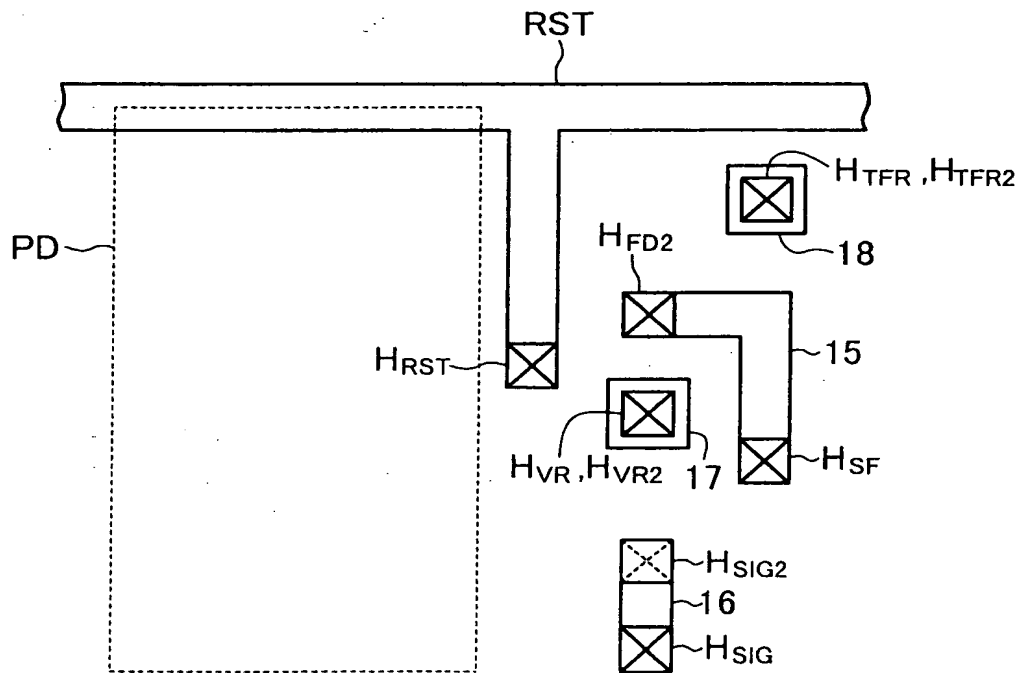 RST
H_TFR, H_TFR2
18
H_FD2
PD
15
H_RST
H_VR, H_VR2
17
H_SF
H_SIG2
16
H_SIG